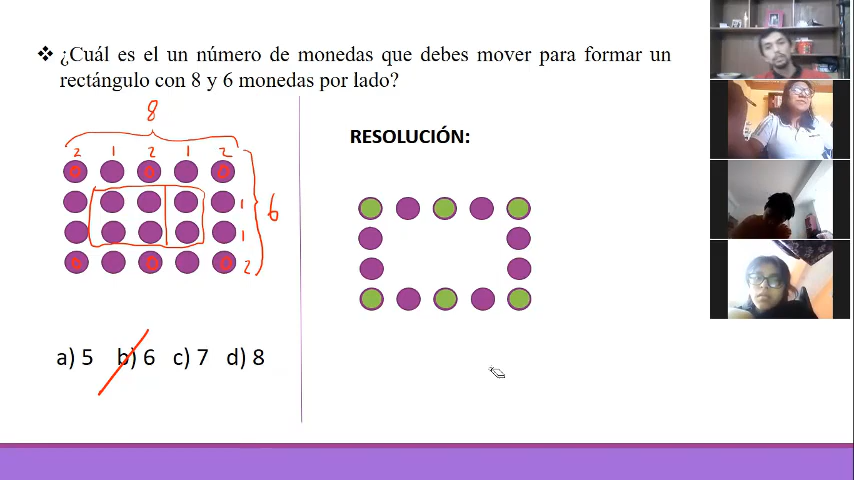 ❖ ¿Cuál es el un número de monedas que debes mover para formar un
rectángulo con 8 y 6 monedas por lado?
8
2 1 2 1 2
6
1
1
2
a) 5 b) 6 c) 7 d) 8
RESOLUCIÓN: